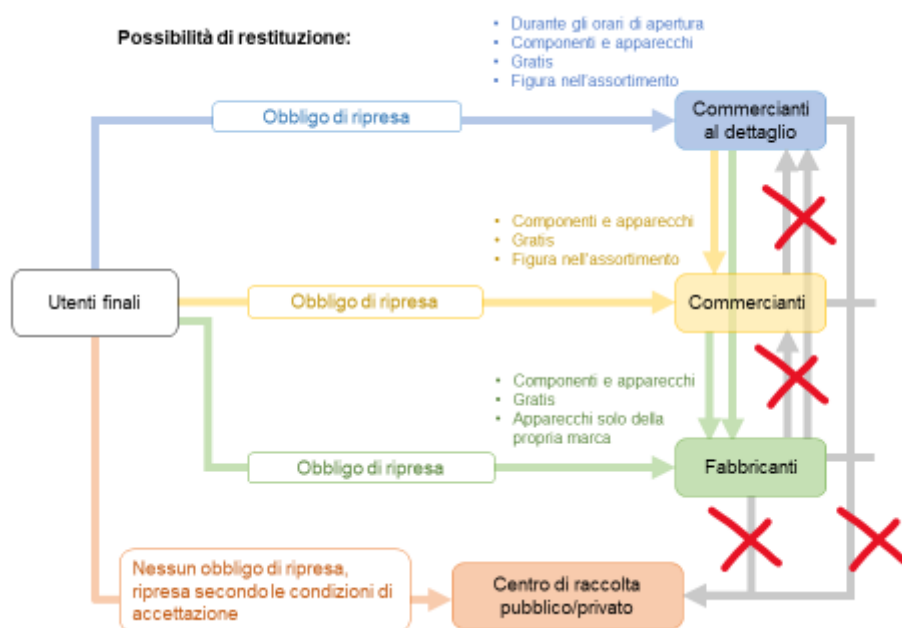 Possibilità di restituzione:
• Durante gli orari di apertura
• Componenti e apparecchi
• Gratis
• Figura nell'assortimento
Obbligo di ripresa
Commercianti
al dettaglio
• Componenti e apparecchi
• Gratis
• Figura nell'assortimento
Utenti finali
Obbligo di ripresa
Commercianti
• Componenti e apparecchi
• Gratis
• Apparecchi solo della
propria marca
Obbligo di ripresa
Fabbricanti
Nessun obbligo di ripresa,
ripresa secondo le condizioni di
accettazione
Centro di raccolta
pubblico/privato